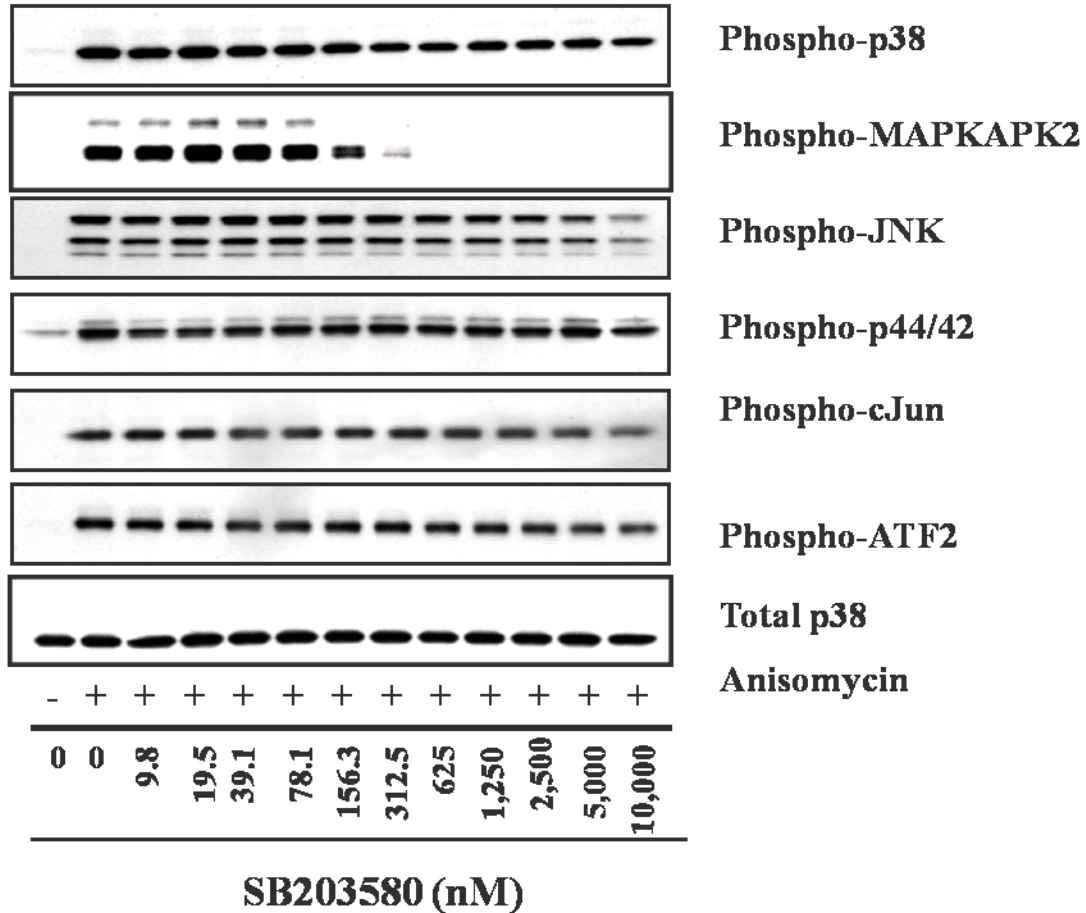 Phospho-p38
Phospho-MAPKAPK2
Phospho-JNK
Phospho-p44/42
Phospho-cJun
Phospho-ATF2
Total p38
- + + + + + + + + + + + + Anisomycin
0 0 9.8 19.5 39.1 78.1 156.3 312.5 625 1,250 2,500 5,000 10,000
SB203580 (nM)